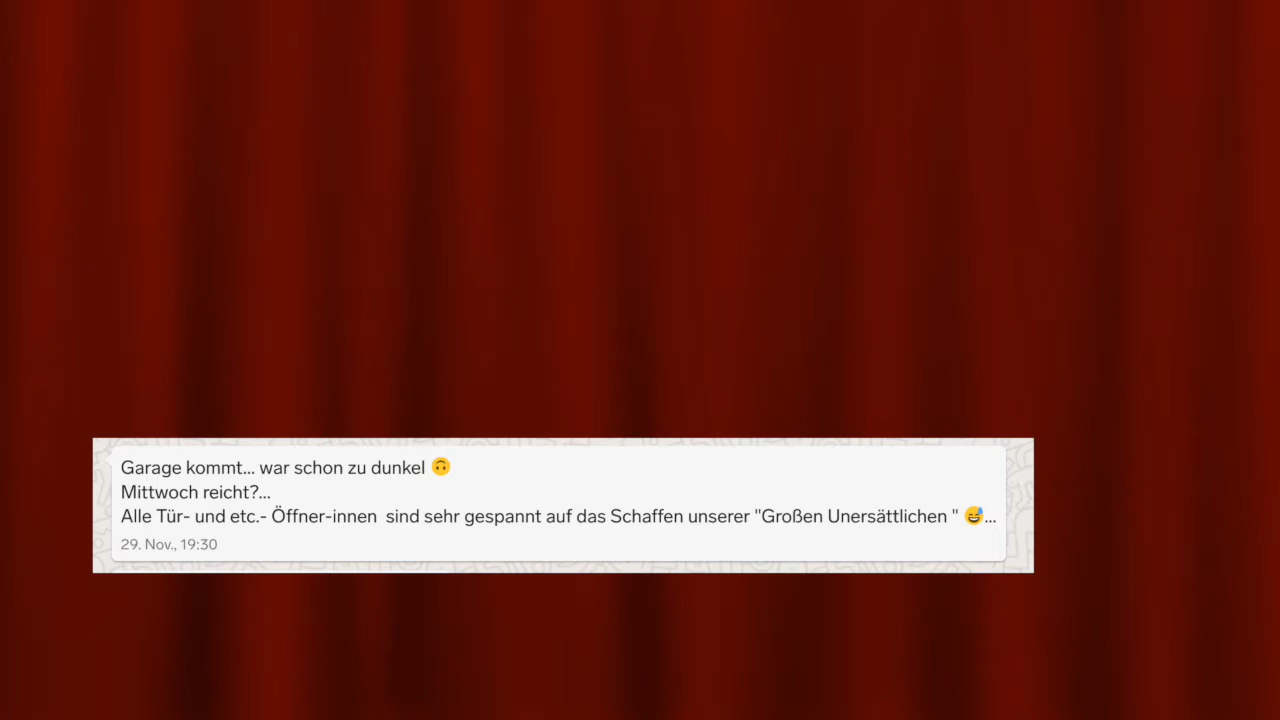 Garage kommt... war schon zu dunkel 🙃
Mittwoch reicht?...
Alle Tür- und etc.- Öffner-innen  sind sehr gespannt auf das Schaffen unserer "Großen Unersättlichen " 😅...
29. Nov., 19:30